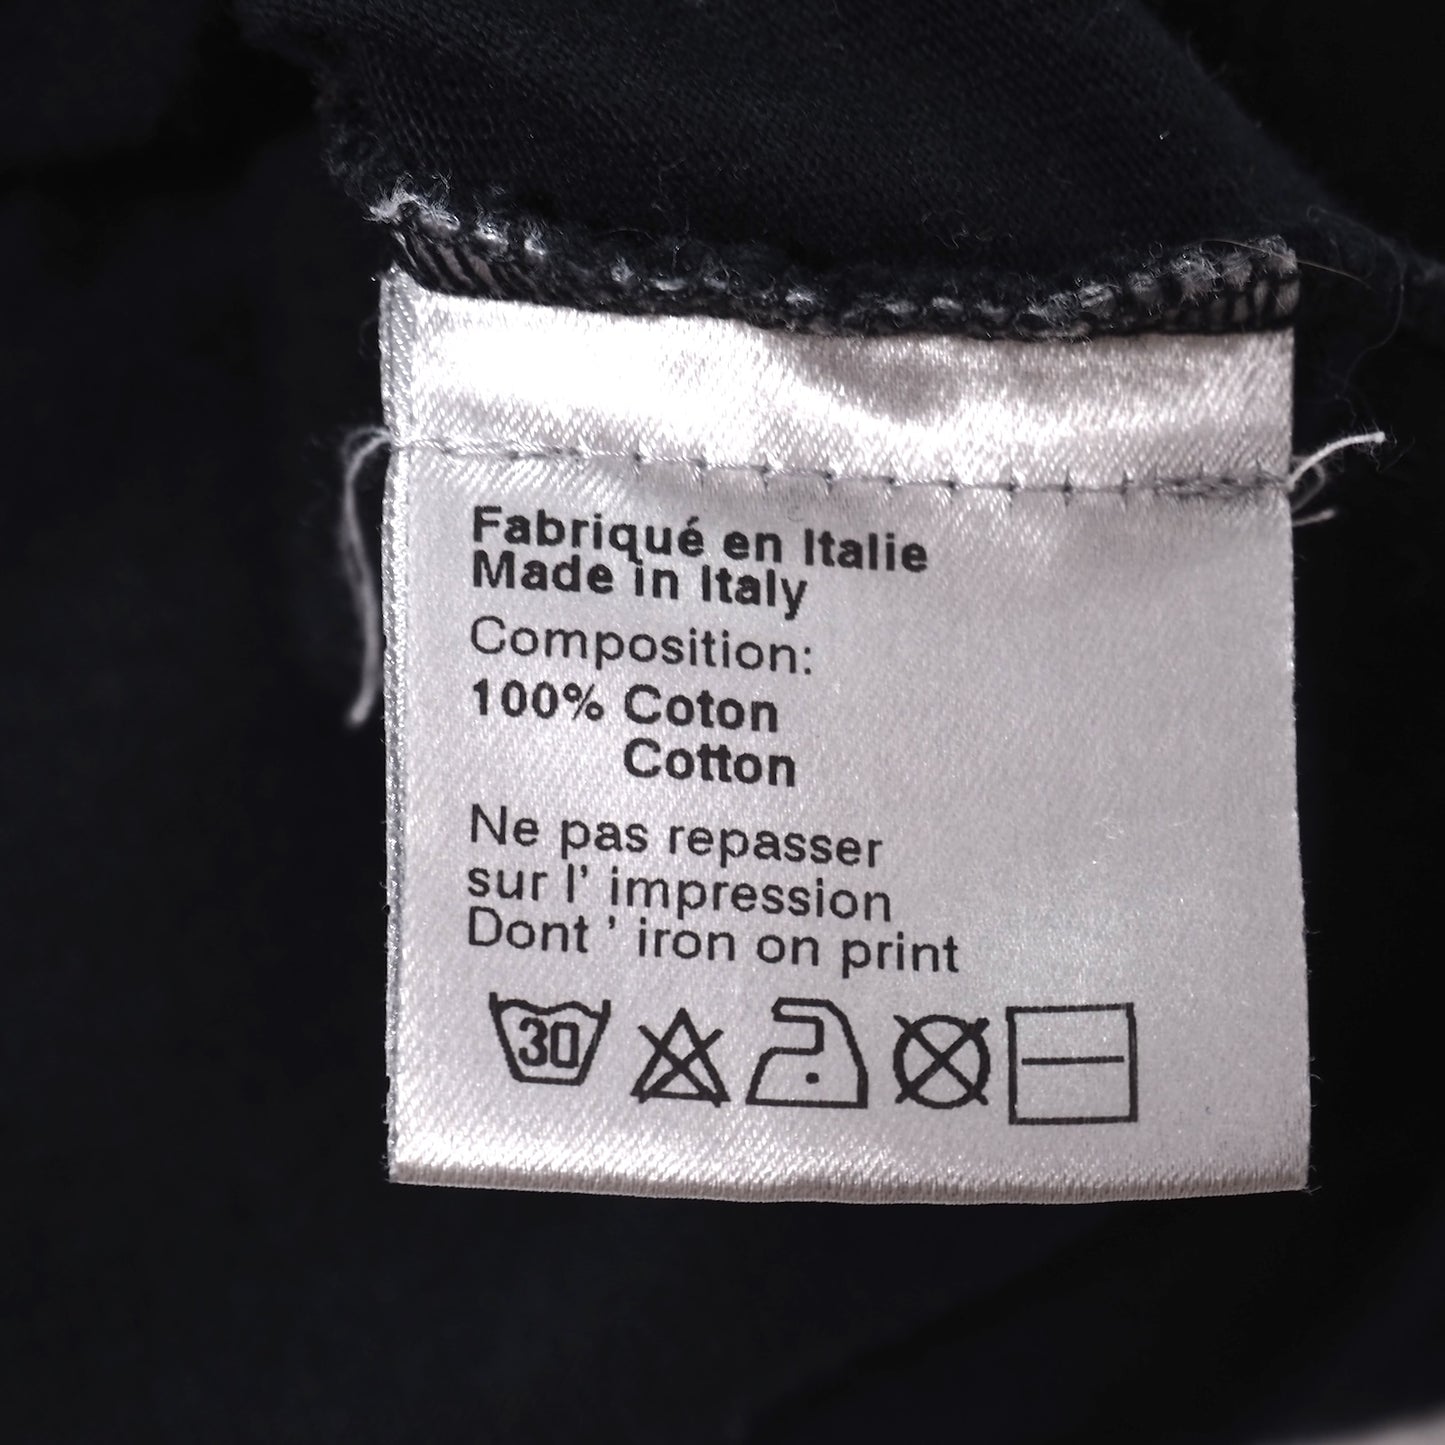 Fabriqué en Italie
Made in Italy
Composition:
100% Coton
Cotton
Ne pas repasser
sur l' impression
Dont ' iron on print
30